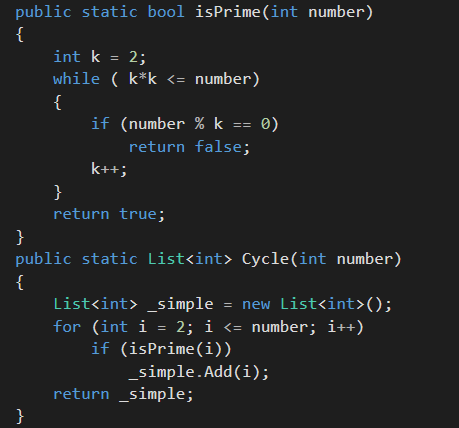 public static bool isPrime(int number)
{
    int k = 2;
    while ( k*k <= number)
    {
        if (number % k == 0)
            return false;
        k++;
    }
    return true;
}
public static List<int> Cycle(int number)
{
    List<int> _simple = new List<int>();
    for (int i = 2; i <= number; i++)
        if (isPrime(i))
            _simple.Add(i);
    return _simple;
}